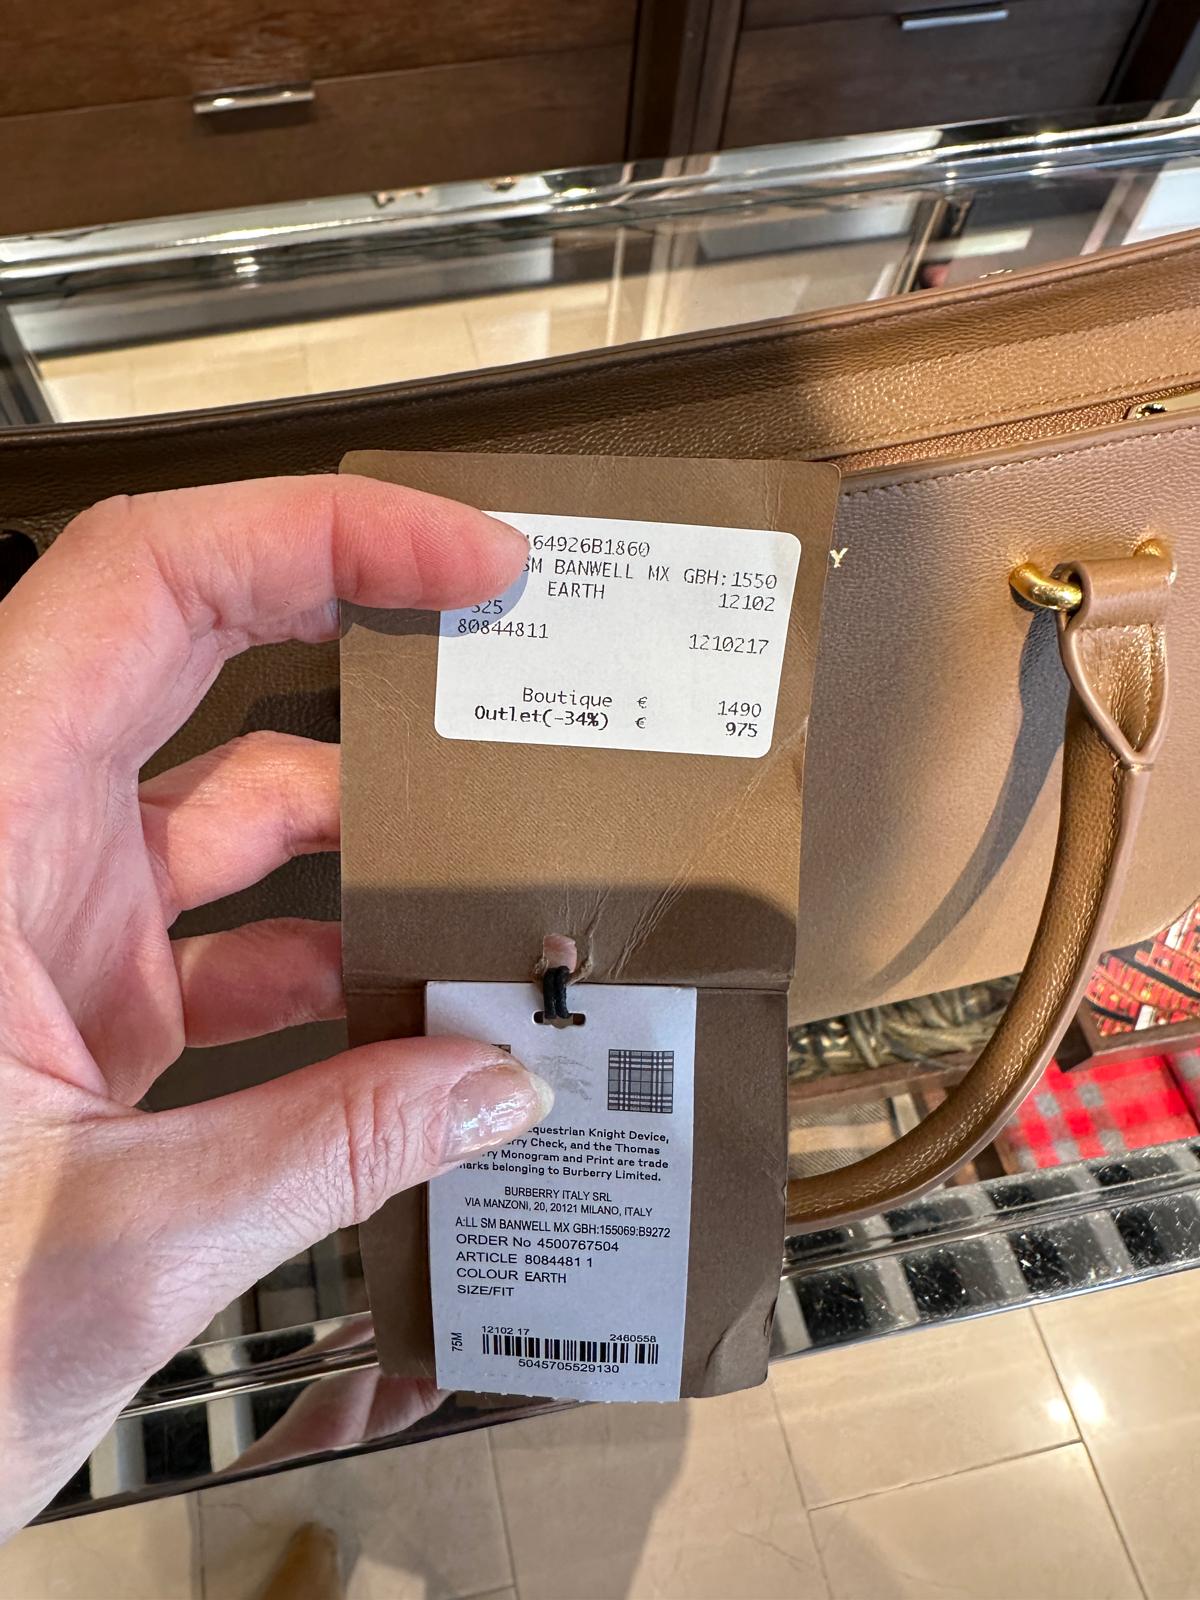 64926B1860
SM BANWELL MX GBH:1550
EARTH 12102
S25
80844811 1210217
Boutique € 1490
Outlet(-34%) € 975
Y
Equestrian Knight Device,
Check, and the Thomas
Monogram and Print are trade
marks belonging to Burberry Limited.
BURBERRY ITALY SRL
VIA MANZONI, 20, 20121 MILANO, ITALY
A:LL SM BANWELL MX GBH:155069:B9272
ORDER No 4500767504
ARTICLE 8084481 1
COLOUR EARTH
SIZE/FIT
75M
12102 17 2460558
5045705529130